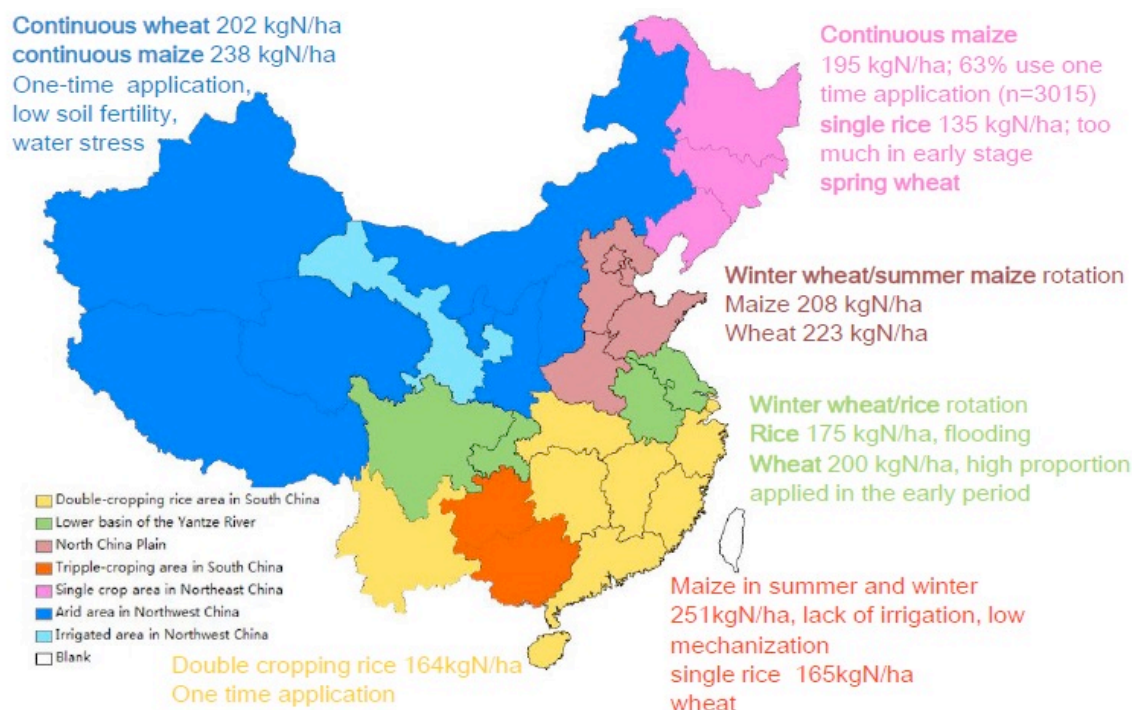 Continuous wheat 202 kgN/ha
continuous maize 238 kgN/ha
One-time application,
low soil fertility,
water stress
Continuous maize
195 kgN/ha; 63% use one
time application (n=3015)
single rice 135 kgN/ha; too
much in early stage
spring wheat
Winter wheat/summer maize rotation
Maize 208 kgN/ha
Wheat 223 kgN/ha
Winter wheat/rice rotation
Rice 175 kgN/ha, flooding
Wheat 200 kgN/ha, high proportion
applied in the early period
Double-cropping rice area in South China
Lower basin of the Yantze River
North China Plain
Tripple-croping area in South China
Single crop area in Northeast China
Arid area in Northwest China
Irrigated area in Northwest China
Blank
Double cropping rice 164kgN/ha
One time application
Maize in summer and winter
251kgN/ha, lack of irrigation, low
mechanization
single rice 165kgN/ha
wheat